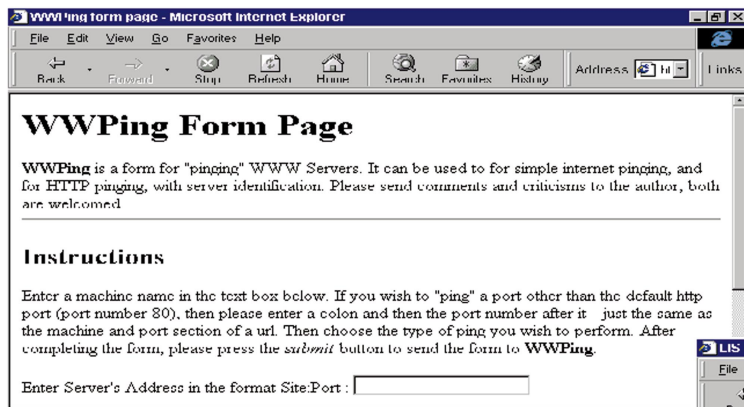 WWPing form page - Microsoft Internet Explorer
File Edit View Go Favorites Help
Back Forward Stop Refresh Home Search Favorites History Address Links
WWPing Form Page
WWPing is a form for "pinging" WWW Servers. It can be used to for simple internet pinging, and
for HTTP pinging, with server identification. Please send comments and criticisms to the author, both
are welcomed
Instructions
Enter a machine name in the text box below. If you wish to "ping" a port other than the default http
port (port number 80), then please enter a colon and then the port number after it just the same as
the machine and port section of a url. Then choose the type of ping you wish to perform. After
completing the form, please press the submit button to send the form to WWPing.
LIS
File
Enter Server's Address in the format Site:Port :